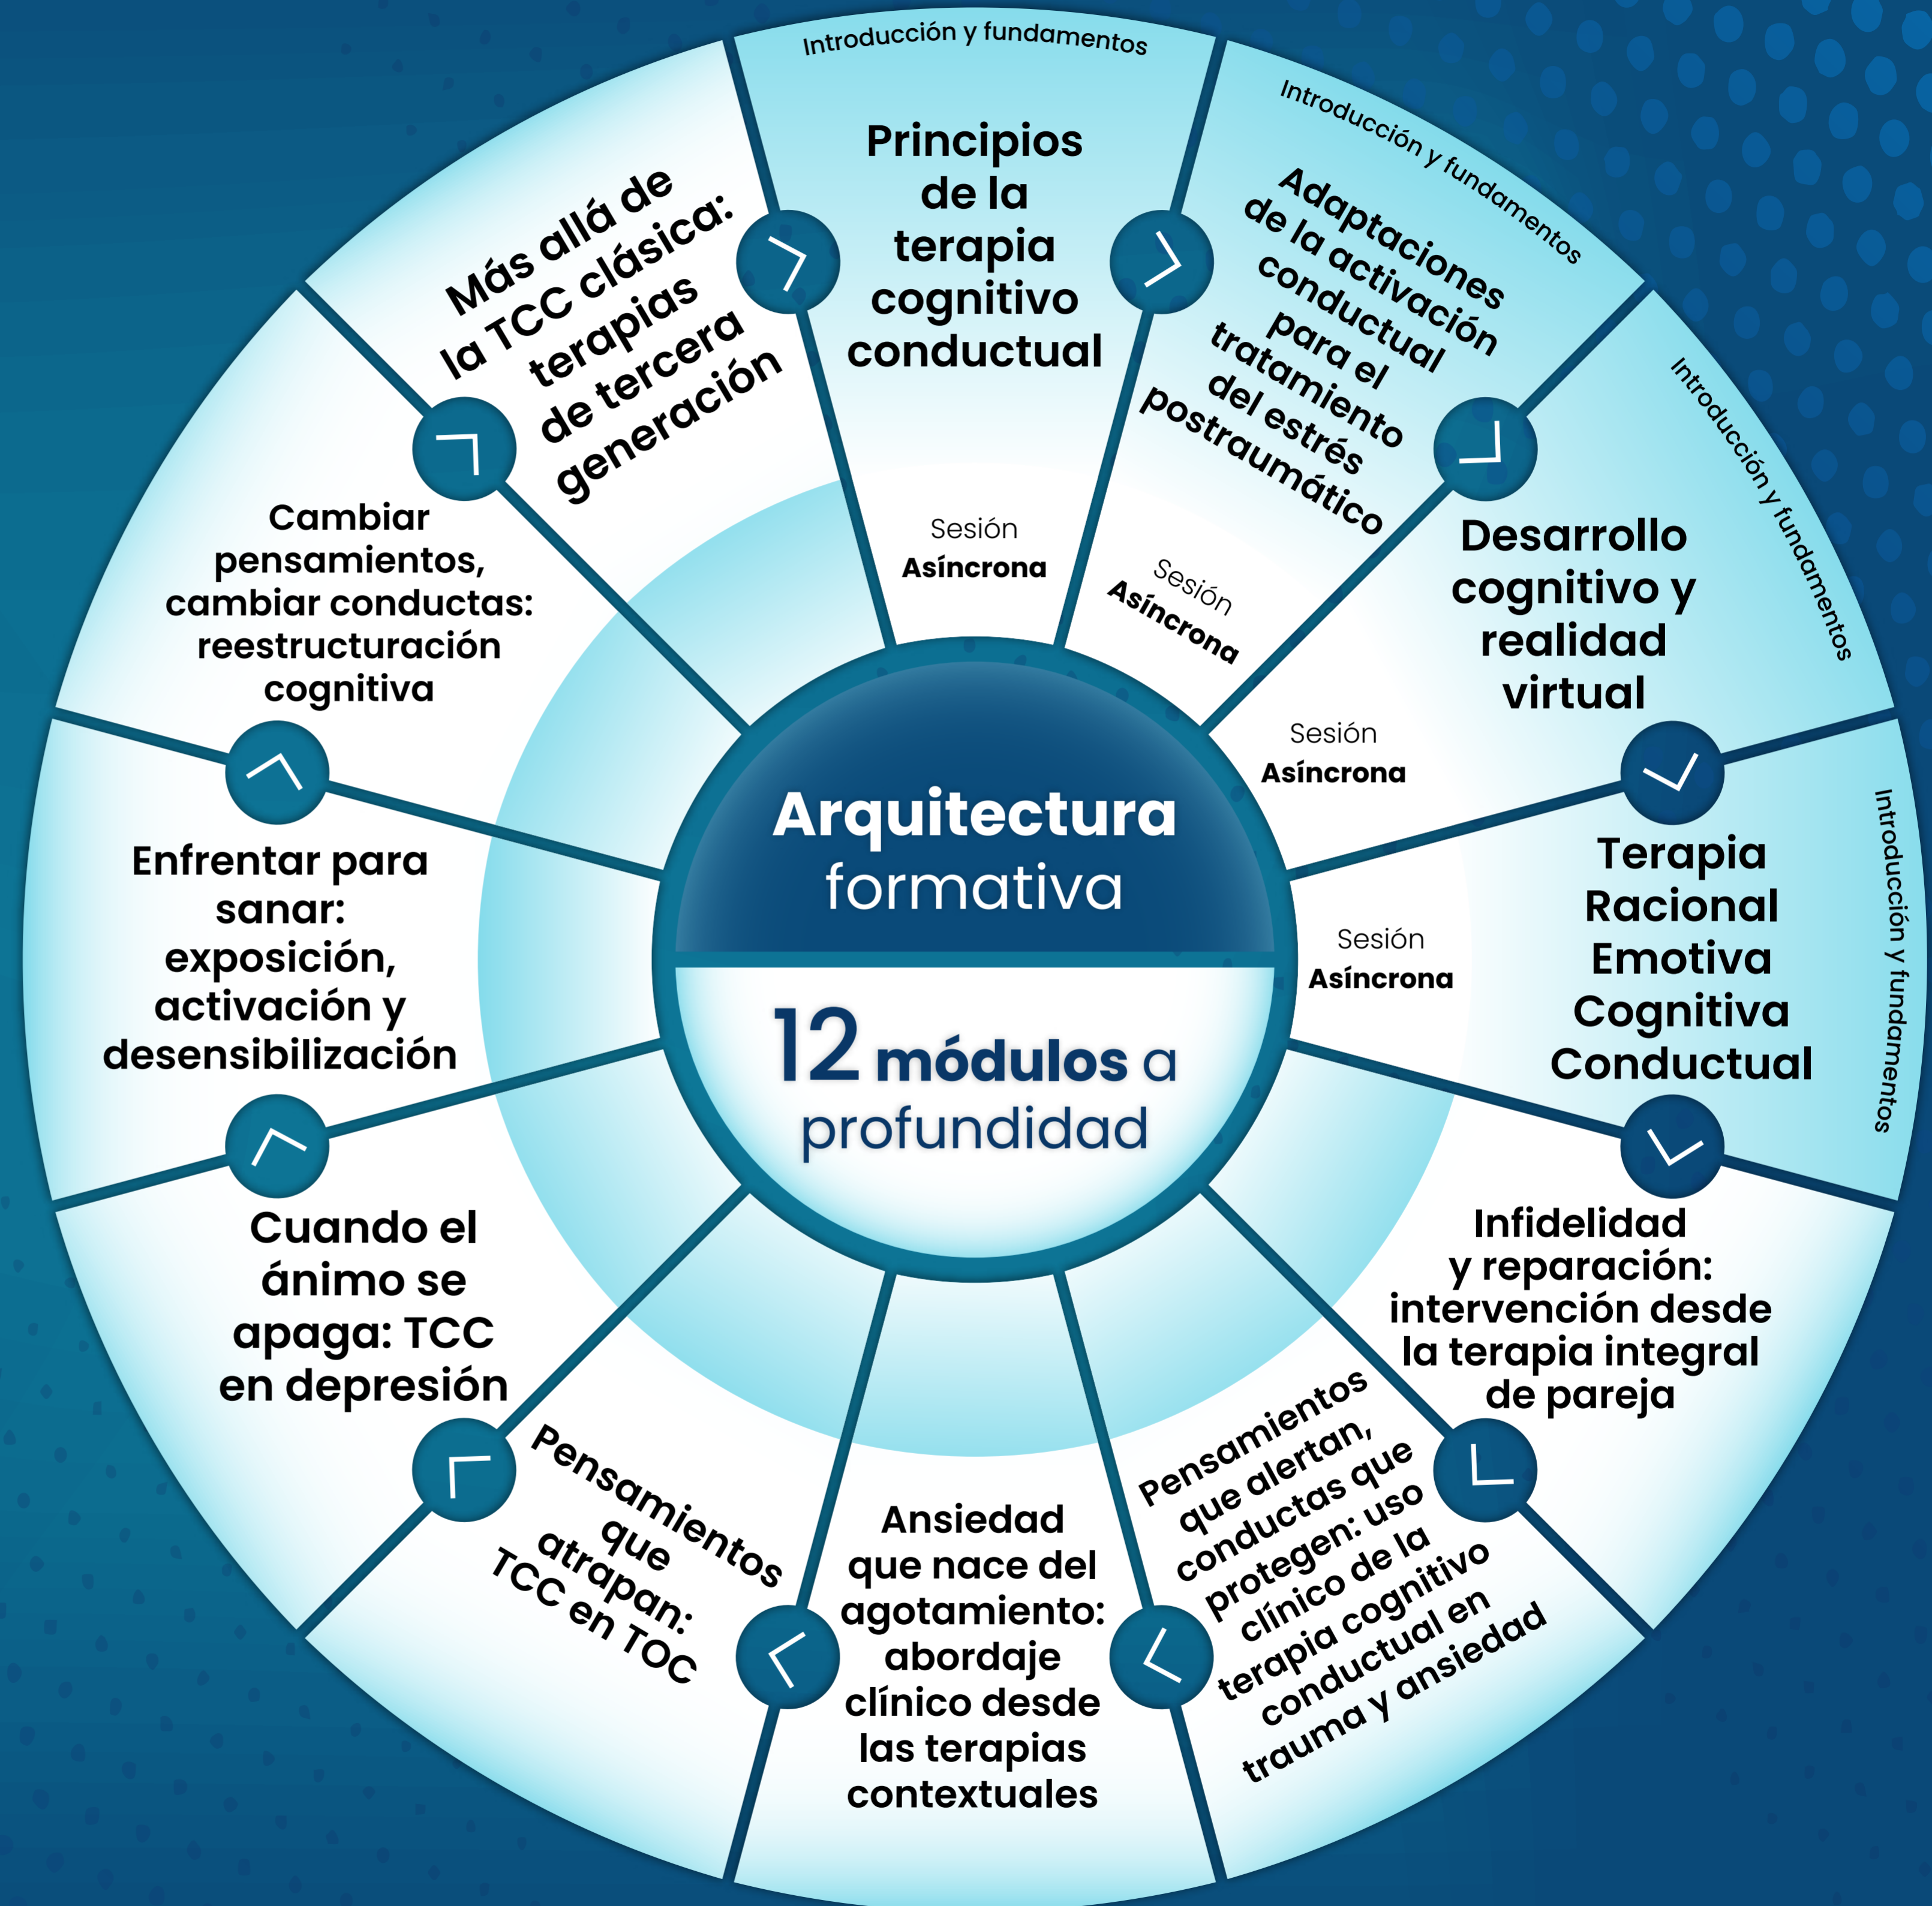 Arquitectura
formativa
12 módulos a
profundidad
Introducción y fundamentos
Principios
de la
terapia
cognitivo
conductual
Sesión
Asíncrona
Introducción y fundamentos
Adaptaciones
de la activación
conductual
para el
tratamiento
del estrés
postraumático
Sesión
Asíncrona
Introducción y fundamentos
Desarrollo
cognitivo y
realidad
virtual
Sesión
Asíncrona
Introducción y fundamentos
Terapia
Racional
Emotiva
Cognitiva
Conductual
Sesión
Asíncrona
Infidelidad
y reparación:
intervención desde
la terapia integral
de pareja
Pensamientos
que alertan,
conductas que
protegen: uso
clínico de la
terapia cognitivo
conductual en
trauma y ansiedad
Ansiedad
que nace del
agotamiento:
abordaje
clínico desde
las terapias
contextuales
Pensamientos
que
atrapan:
TCC en TOC
Cuando el
ánimo se
apaga: TCC
en depresión
Enfrentar para
sanar:
exposición,
activación y
desensibilización
Cambiar
pensamientos,
cambiar conductas:
reestructuración
cognitiva
Más allá de
la TCC clásica:
terapias
de tercera
generación